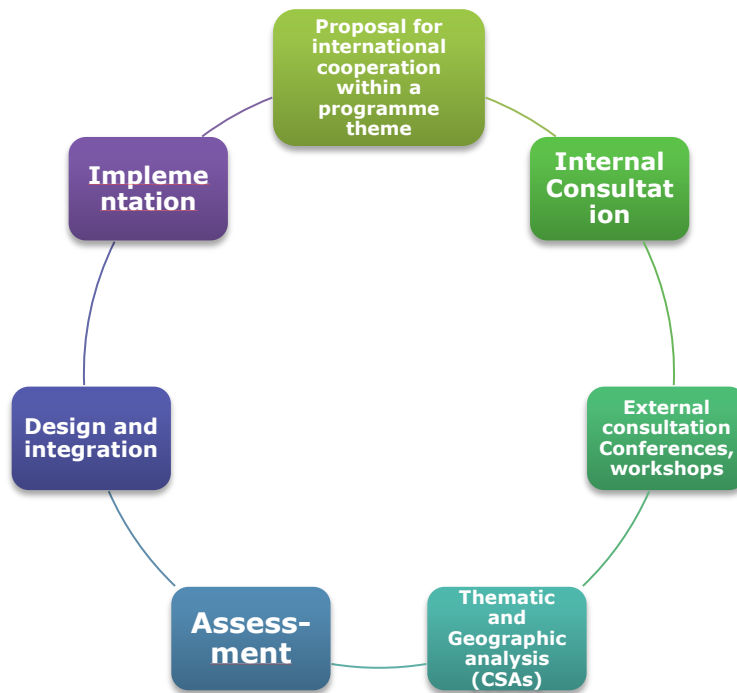 Proposal for
international
cooperation
within a
programme
theme
Internal
Consultat
ion
External
consultation
Conferences,
workshops
Thematic
and
Geographic
analysis
(CSAs)
Assess-
ment
Design and
integration
Impleme
ntation